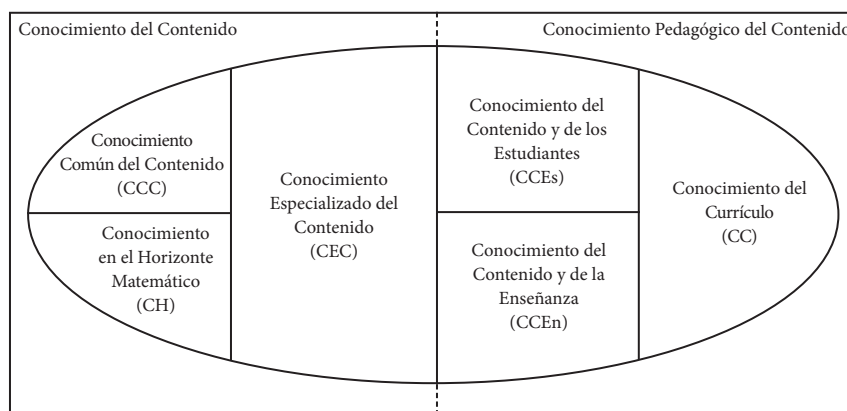 Conocimiento del Contenido
Conocimiento Pedagógico del Contenido
Conocimiento
Común del Contenido
(CCC)
Conocimiento
en el Horizonte
Matemático
(CH)
Conocimiento
Especializado del
Contenido
(CEC)
Conocimiento del
Contenido y de los
Estudiantes
(CCEs)
Conocimiento del
Contenido y de la
Enseñanza
(CCEn)
Conocimiento del
Currículo
(CC)